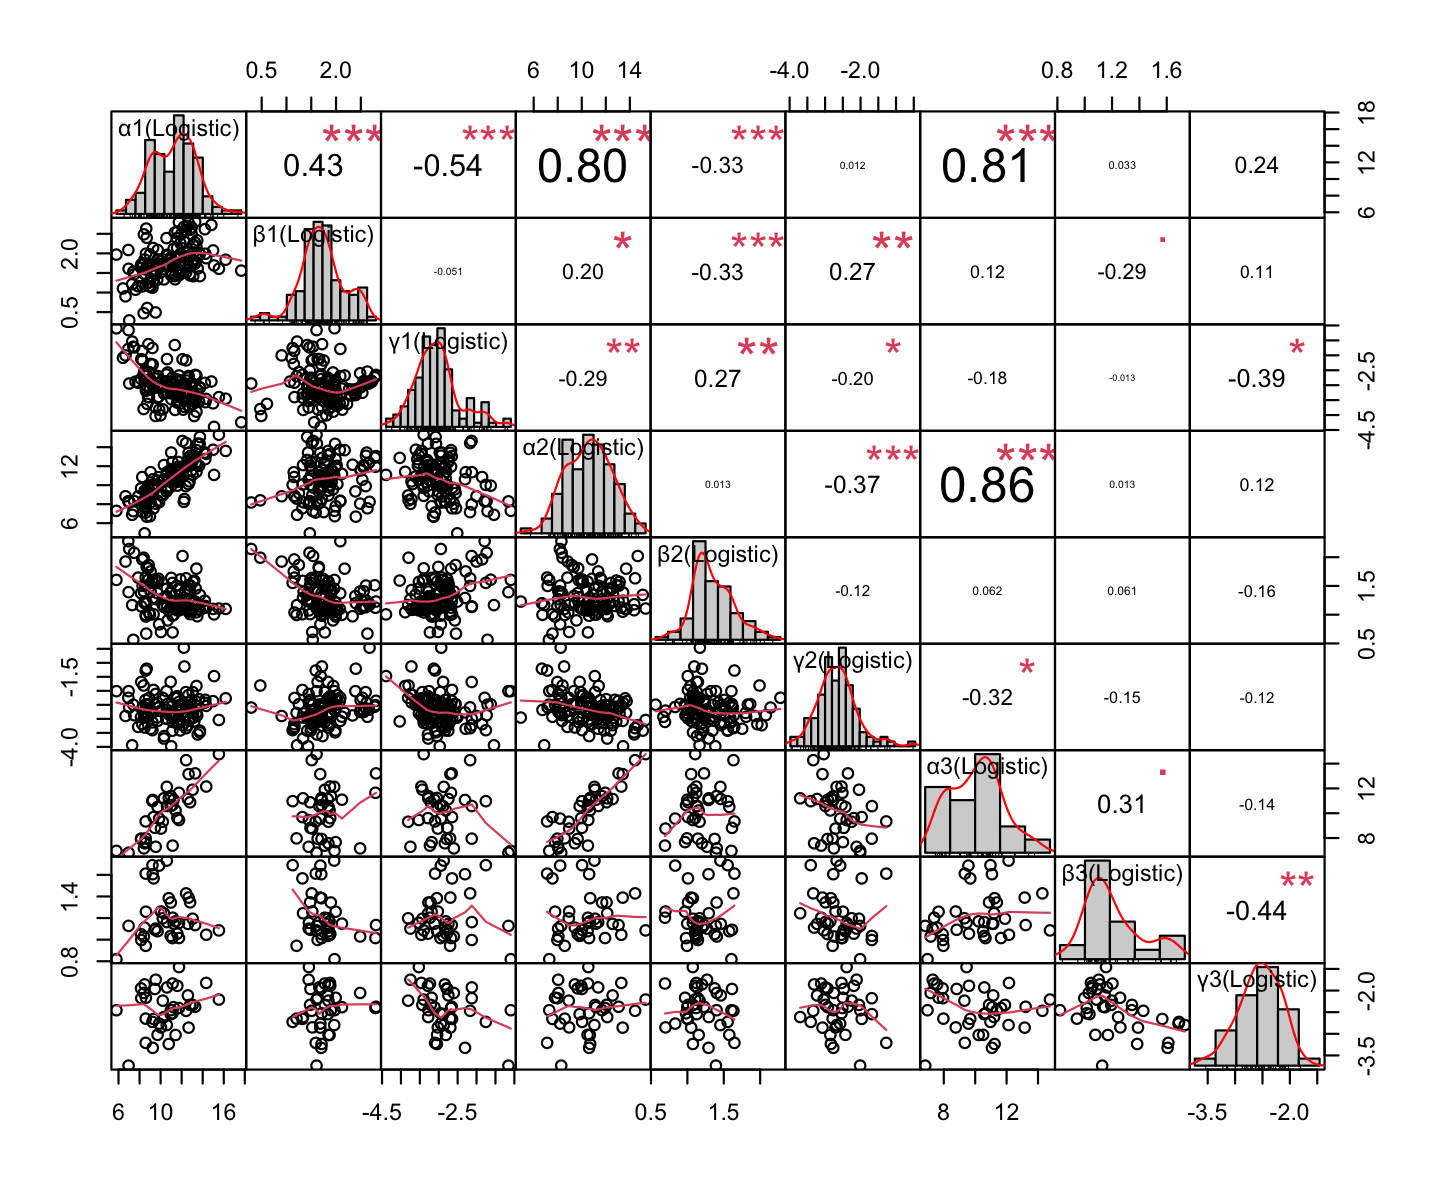 0.5 2.0 6 10 14 -4.0 -2.0 0.8 1.2 1.6
α1(Logistic) 0.43 *** -0.54 *** 0.80 *** -0.33 *** 0.012 0.81 *** 0.033 0.24 6 12 18
0.5 2.0 β1(Logistic) -0.051 0.20 * -0.33 *** 0.27 ** 0.12 -0.29 . 0.11
γ1(Logistic) -0.29 ** 0.27 ** -0.20 * -0.18 -0.013 -0.39 * -4.5 -2.5
6 12 α2(Logistic) 0.013 -0.37 *** 0.86 *** 0.013 0.12
β2(Logistic) -0.12 0.062 0.061 -0.16 0.5 1.5
-4.0 -1.5 γ2(Logistic) -0.32 * -0.15 -0.12
α3(Logistic) 0.31 . -0.14 8 12
0.8 1.4 β3(Logistic) -0.44 **
γ3(Logistic) -3.5 -2.0
6 10 16 -4.5 -2.5 0.5 1.5 8 12 -3.5 -2.0